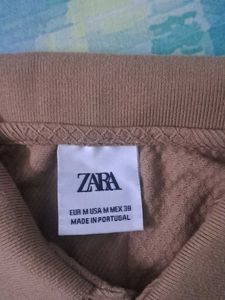 ZARA
EUR M USA M MEX 38
MADE IN PORTUGAL